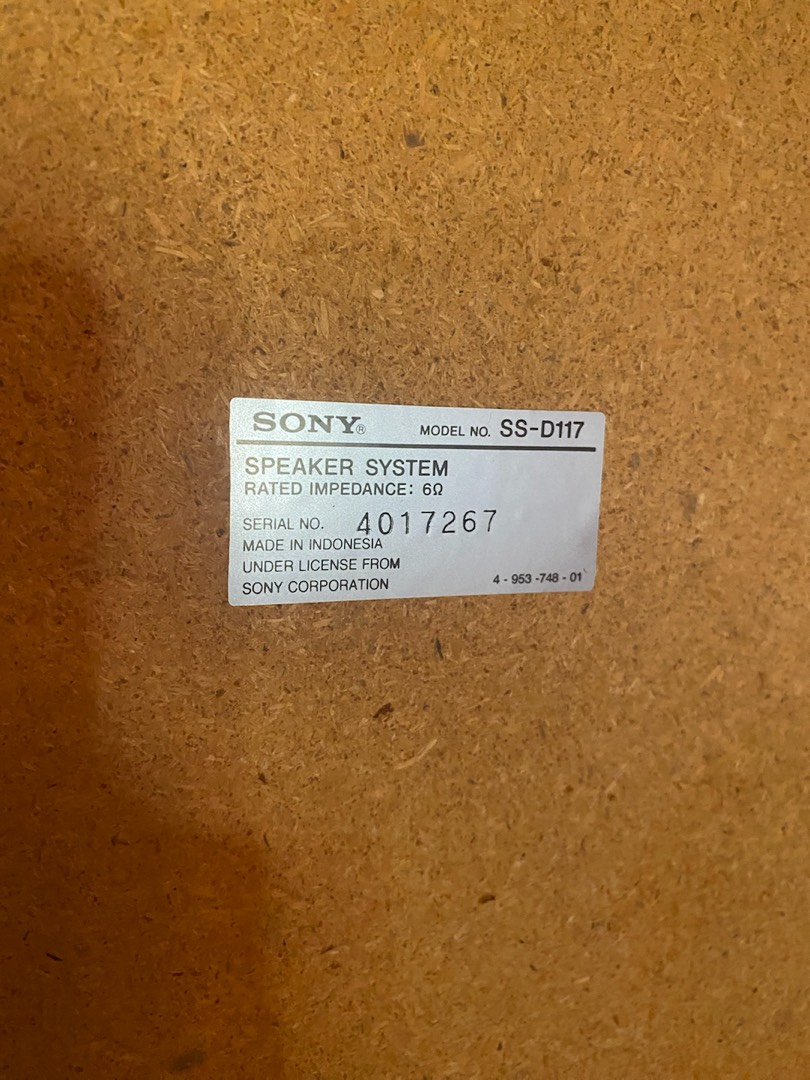 SONY® MODEL NO. SS-D117
SPEAKER SYSTEM
RATED IMPEDANCE: 6Ω
SERIAL NO. 4017267
MADE IN INDONESIA
UNDER LICENSE FROM
SONY CORPORATION 4-953-748-01